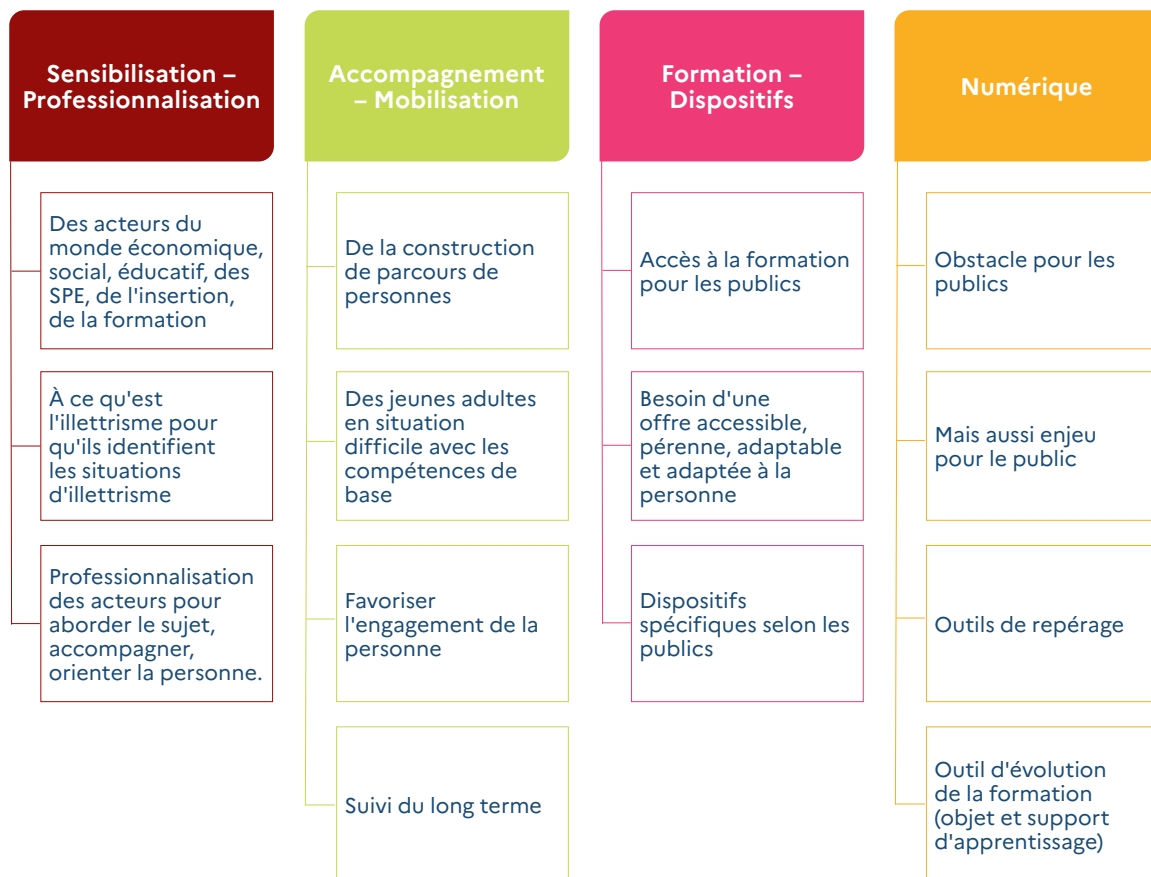 Sensibilisation –
Professionnalisation
Des acteurs du
monde économique,
social, éducatif, des
SPE, de l'insertion,
de la formation
À ce qu'est
l'illettrisme pour
qu'ils identifient
les situations
d'illettrisme
Professionnalisation
des acteurs pour
aborder le sujet,
accompagner,
orienter la personne.
Accompagnement
– Mobilisation
De la construction
de parcours de
personnes
Des jeunes adultes
en situation
difficile avec les
compétences de
base
Favoriser
l'engagement de la
personne
Suivi du long terme
Formation –
Dispositifs
Accès à la formation
pour les publics
Besoin d'une
offre accessible,
pérenne, adaptable
et adaptée à la
personne
Dispositifs
spécifiques selon les
publics
Numérique
Obstacle pour les
publics
Mais aussi enjeu
pour le public
Outils de repérage
Outil d'évolution
de la formation
(objet et support
d'apprentissage)